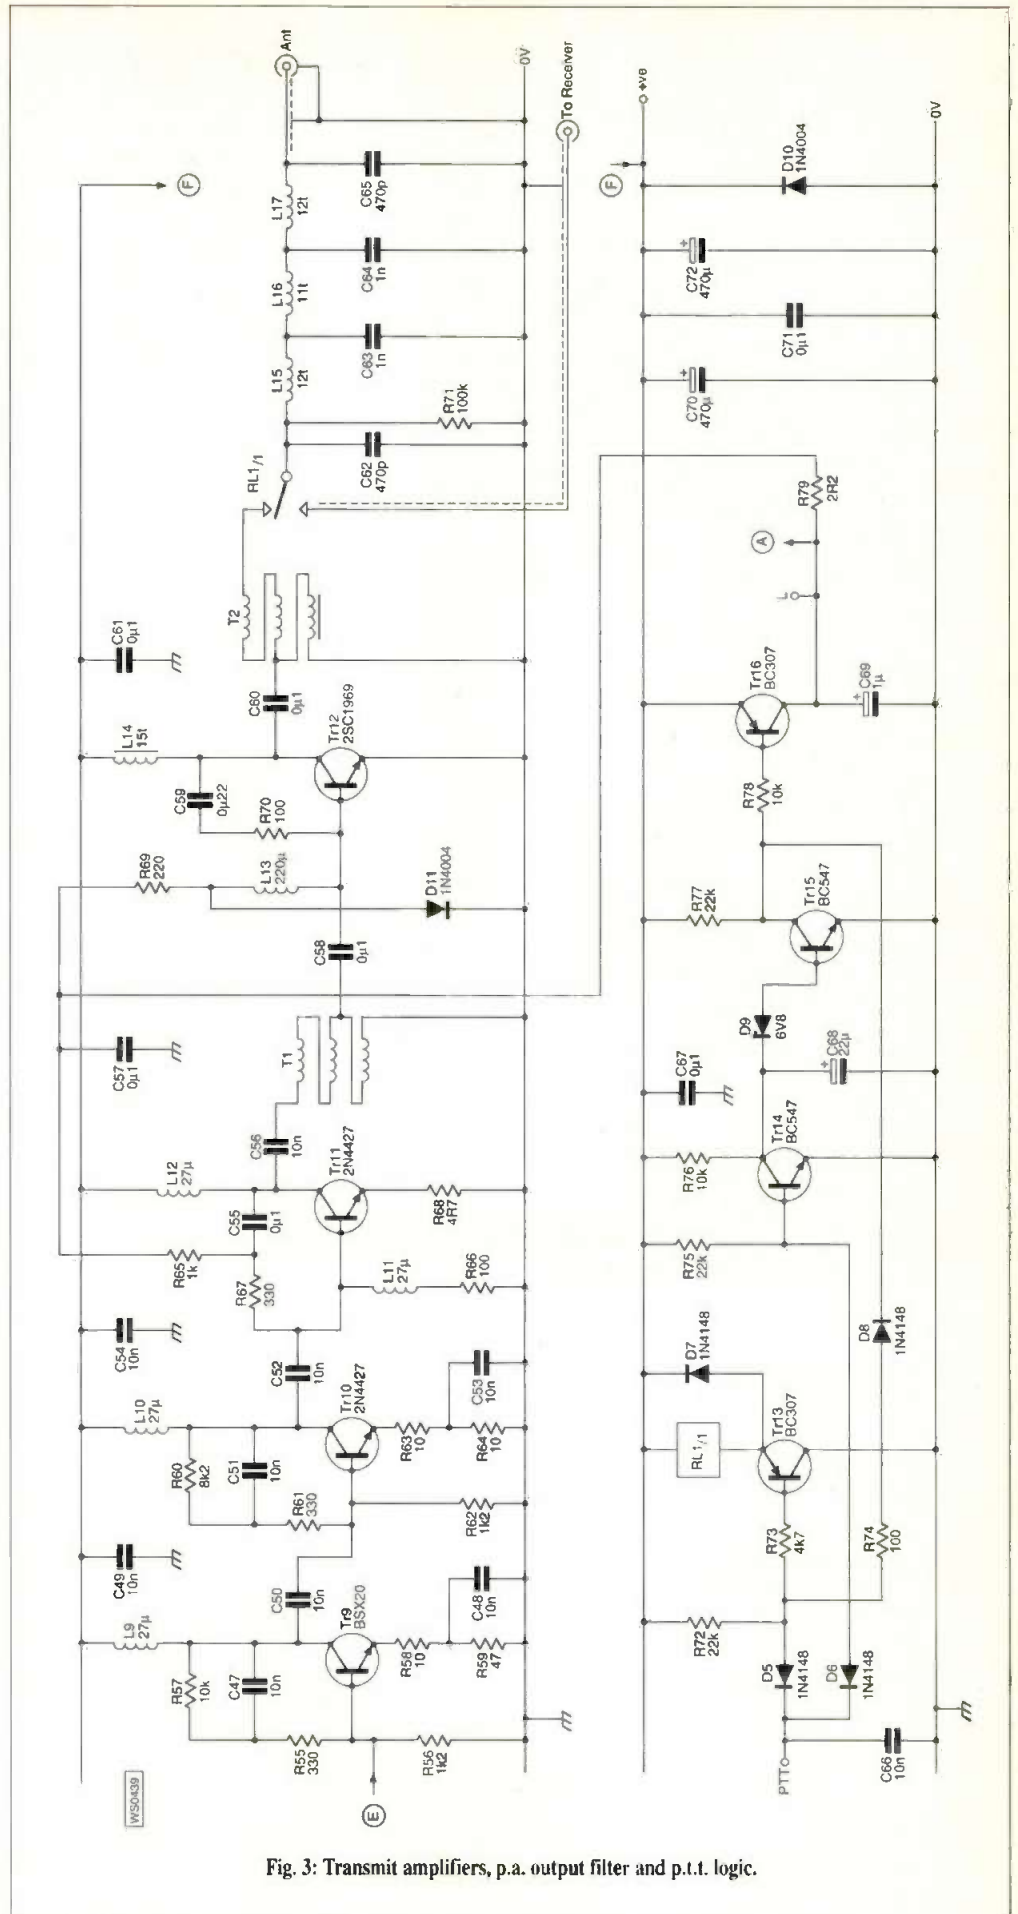 WS0439
E
R55
330
R56
1k2
R57
10k
C47
10n
L9
27µ
C49
10n
Tr9
BSX20
R58
10
R59
47
C48
10n
C50
10n
R60
8k2
C51
10n
R61
330
R62
1k2
L10
27µ
C54
10n
Tr10
2N4427
R63
10
R64
10
C53
10n
C52
10n
R65
1k
R67
330
L11
27µ
R66
100
C55
0µ1
L12
27µ
Tr11
2N4427
R68
4R7
C56
10n
C57
0µ1
T1
C58
0µ1
R69
220
L13
220µ
D11
1N4004
C59
0µ22
R70
100
L14
15t
Tr12
2SC1969
C60
0µ1
C61
0µ1
T2
RL1/1
C62
470p
R71
100k
L15
12t
C63
1n
L16
11t
C64
1n
L17
12t
C65
470p
F
Ant
0V
To Receiver
PTT
C66
10n
D5
1N4148
D6
1N4148
R72
22k
R73
4k7
R74
100
RL1/1
Tr13
BC307
D7
1N4148
D8
1N4148
R75
22k
R76
10k
Tr14
BC547
C67
0µ1
C68
22µ
+
D9
6V8
R77
22k
Tr15
BC547
R78
10k
Tr16
BC307
C69
1µ
+
L
A
R79
2R2
C70
470µ
+
C71
0µ1
C72
470µ
+
D10
1N4004
F
+ve
0V
Fig. 3: Transmit amplifiers, p.a. output filter and p.t.t. logic.